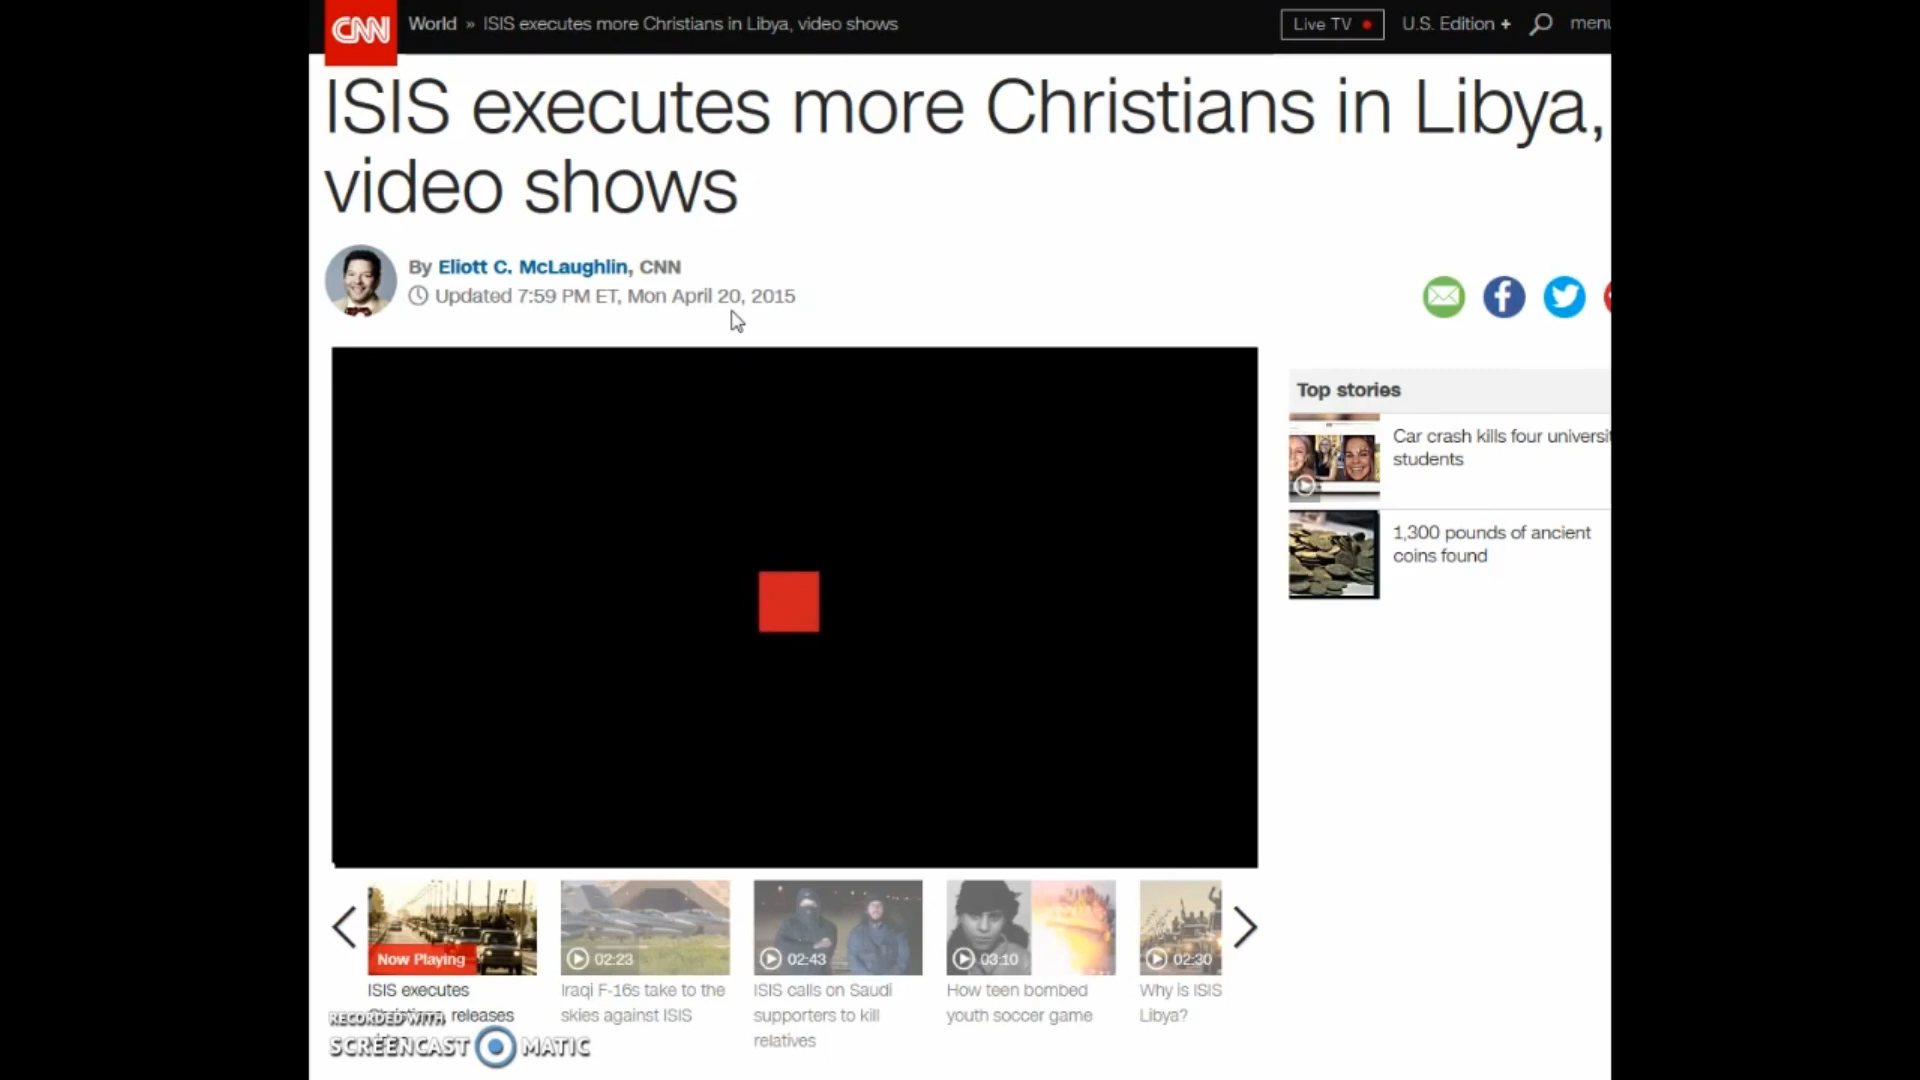 CNN
World » ISIS executes more Christians in Libya, video shows
Live TV
U.S. Edition +
menu
ISIS executes more Christians in Libya,
video shows
By Eliott C. McLaughlin, CNN
Updated 7:59 PM ET, Mon April 20, 2015
Top stories
Car crash kills four universit
students
1,300 pounds of ancient
coins found
Now Playing
ISIS executes
Christians, releases
02:23
Iraqi F-16s take to the
skies against ISIS
02:43
ISIS calls on Saudi
supporters to kill
relatives
03:10
How teen bombed
youth soccer game
02:30
Why is ISIS
Libya?
RECORDED WITH
SCREENCAST MATIC